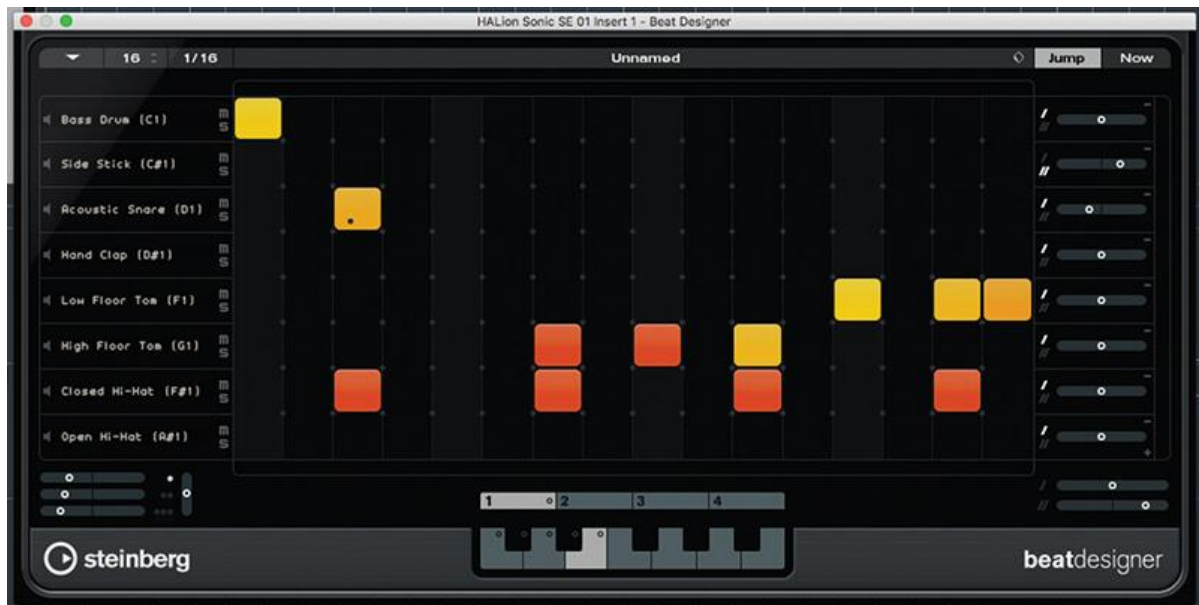 HALion Sonic SE 01 Insert 1 - Beat Designer
16 1/16 Unnamed Jump Now
Bass Drum (C1) m S
Side Stick (C#1) m S
Acoustic Snare (D1) m S
Hand Clap (D#1) m S
Low Floor Tom (F1) m S
High Floor Tom (G1) m S
Closed Hi-Hat (F#1) m S
Open Hi-Hat (A#1) m S
1 2 3 4
steinberg beatdesigner